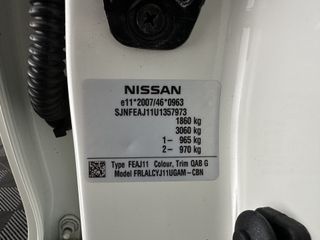 NISSAN
e11*2007/46*0963
SJNFEAJ11U1357973
1860 kg
3060 kg
1- 965 kg
2- 970 kg
Type FEAJ11 Colour, Trim QAB G
Model FRLALCYJ11UGAM-CBN